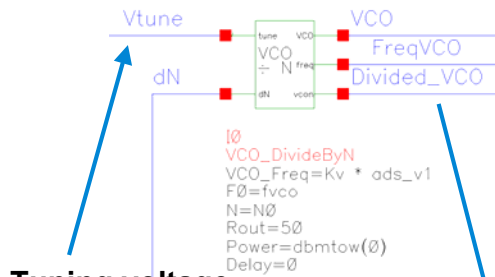 Vtune
VCO
tune
VCO
VCO
÷ N
freq
FreqVCO
dN
Divided_VCO
dN
vcon
I0
VCO_DivideByN
VCO_Freq=Kv * ads_v1
F0=fvco
N=N0
Rout=50
Power=dbmtow(0)
Delay=0
Tuning voltage